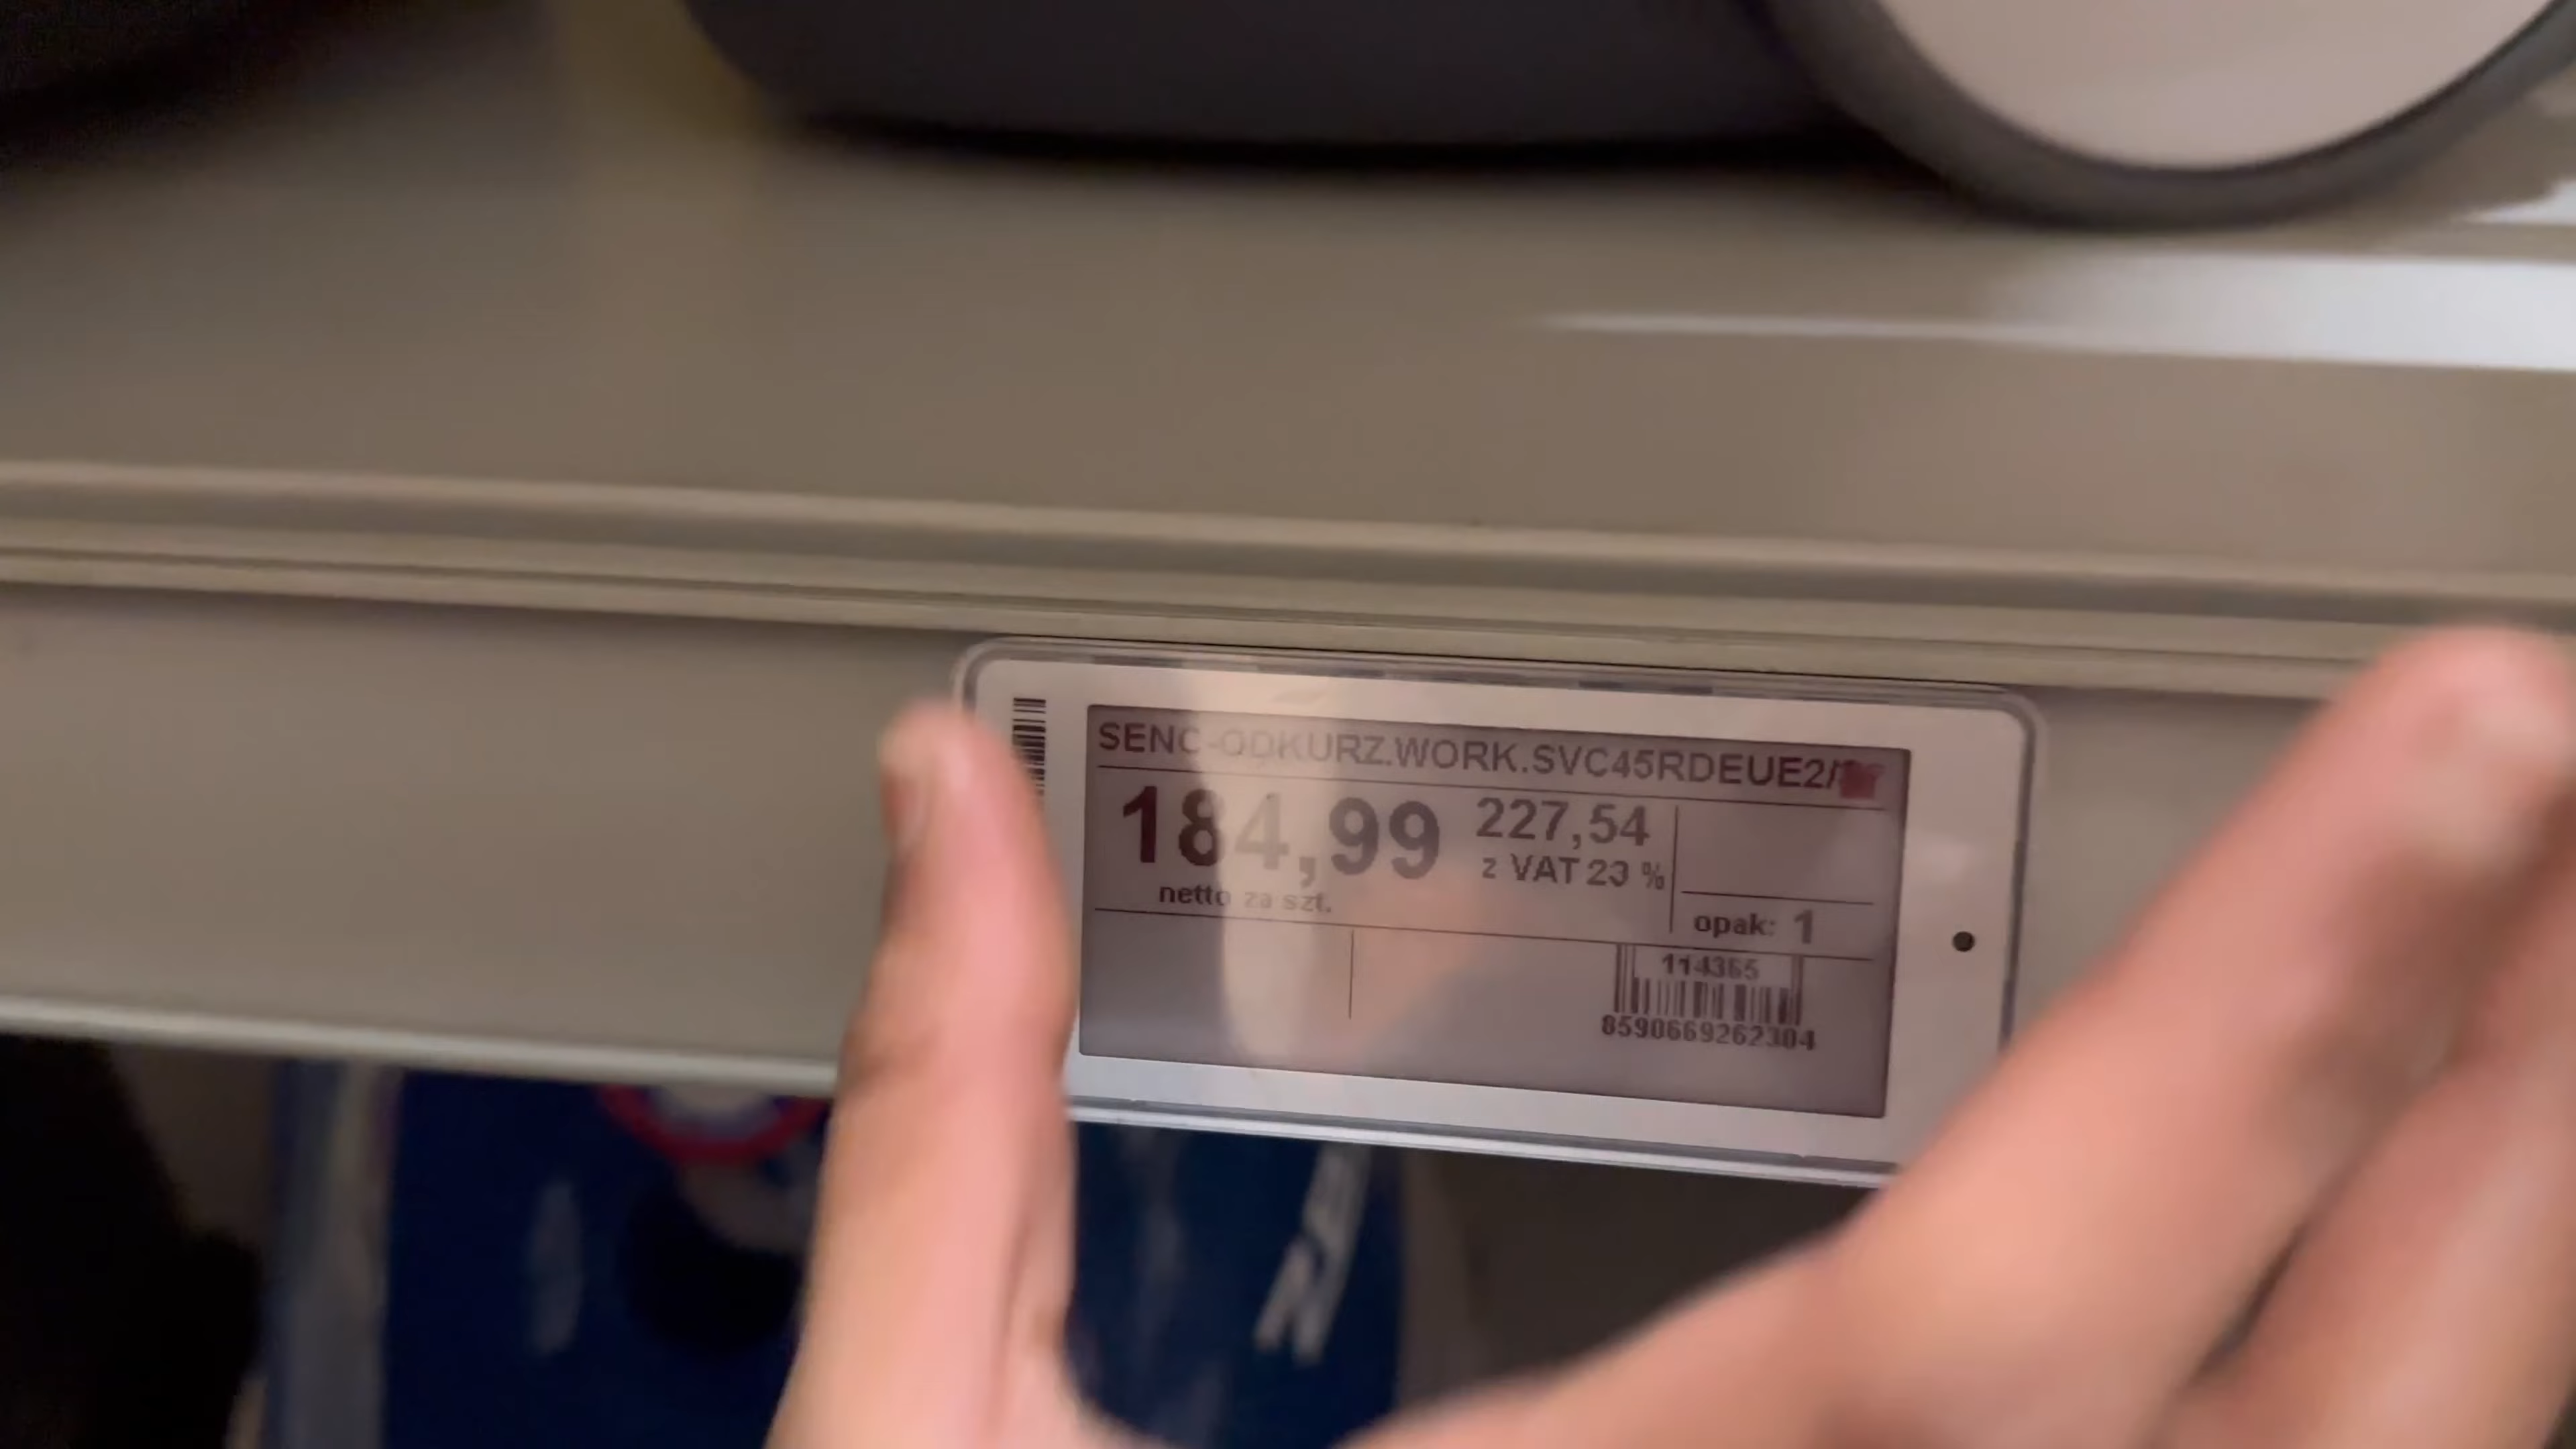 SENC-ODKURZ.WORK.SVC45RDEUE2/
184,99
227,54
z VAT 23 %
netto za szt.
opak: 1
114365
8590669262304